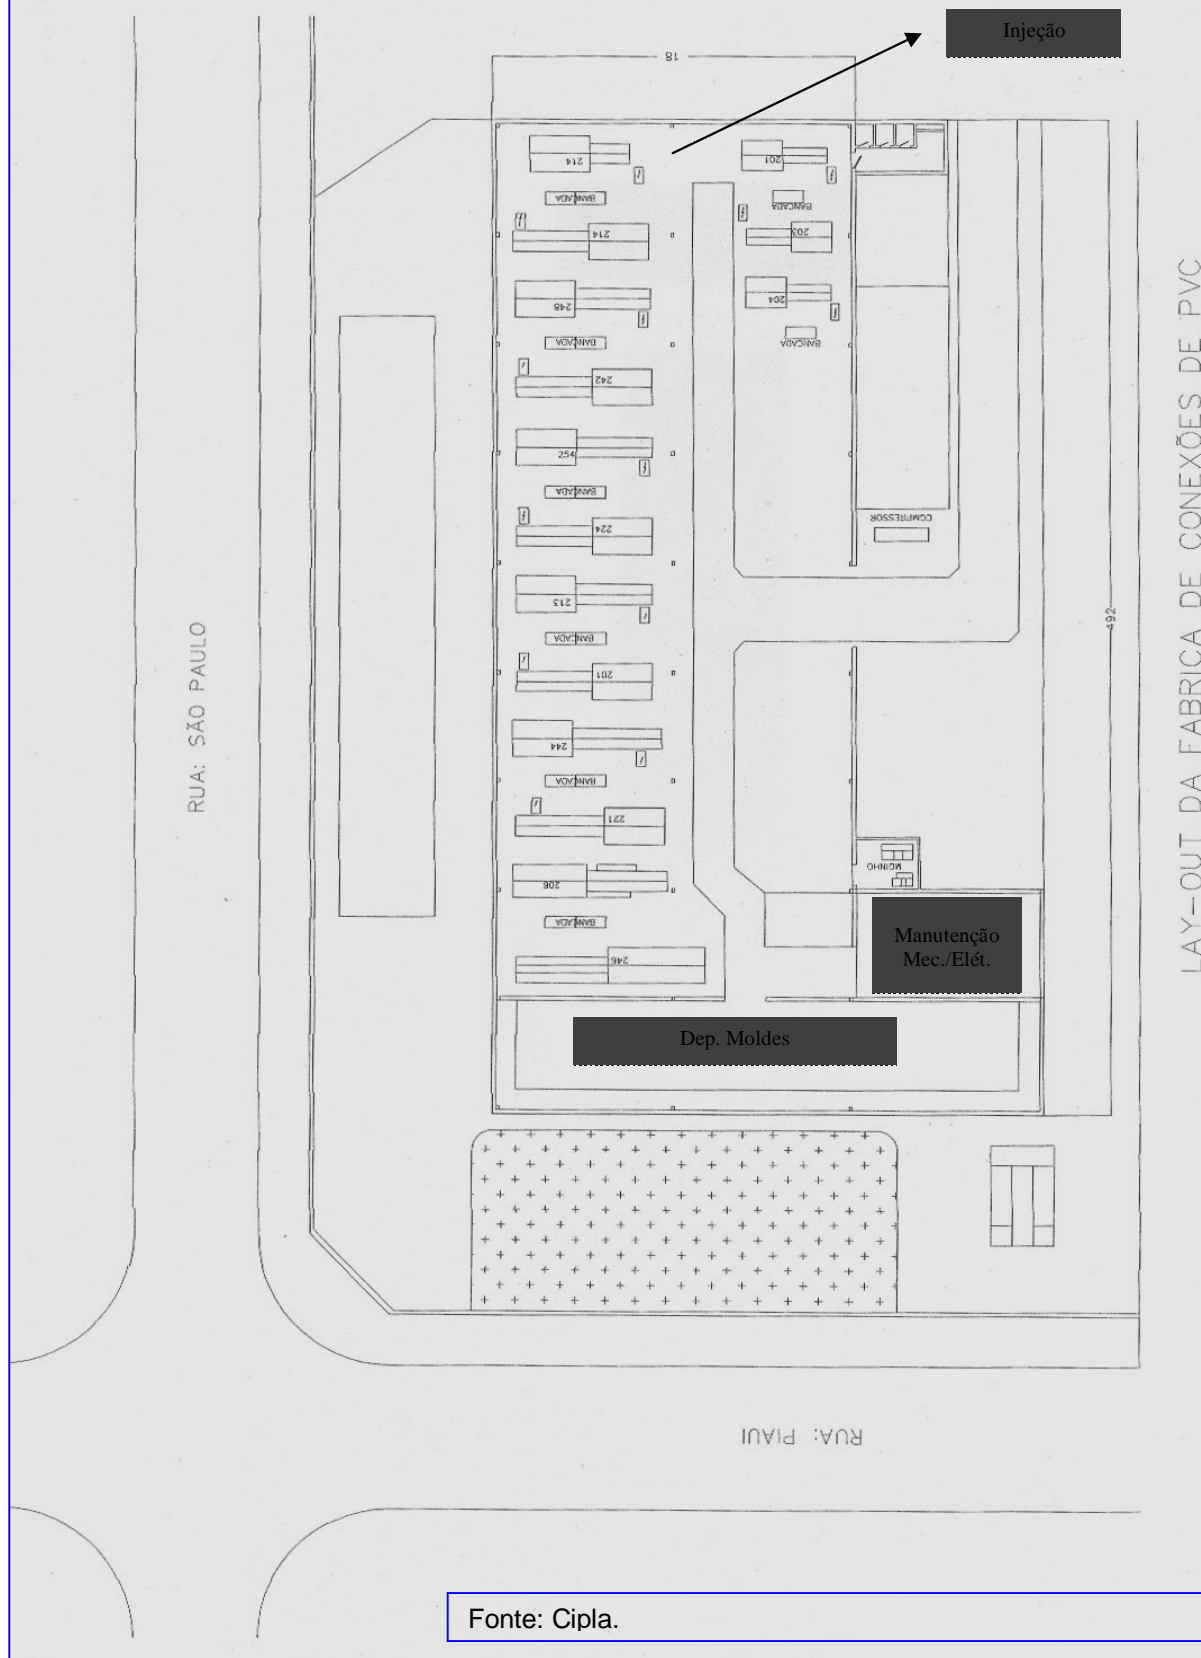 Injeção
18
214
201
BANCADA
BANCADA
214
203
248
204
BANCADA
BANCADA
242
254
BANCADA
224
COMPRESSOR
213
BANCADA
201
244
BANCADA
221
MOINHO
206
BANCADA
246
Manutenção
Mec./Elét.
Dep. Moldes
492
RUA: SÃO PAULO
LAY-OUT DA FABRICA DE CONEXÕES DE PVC
RUA: PIAUI
Fonte: Cipla.